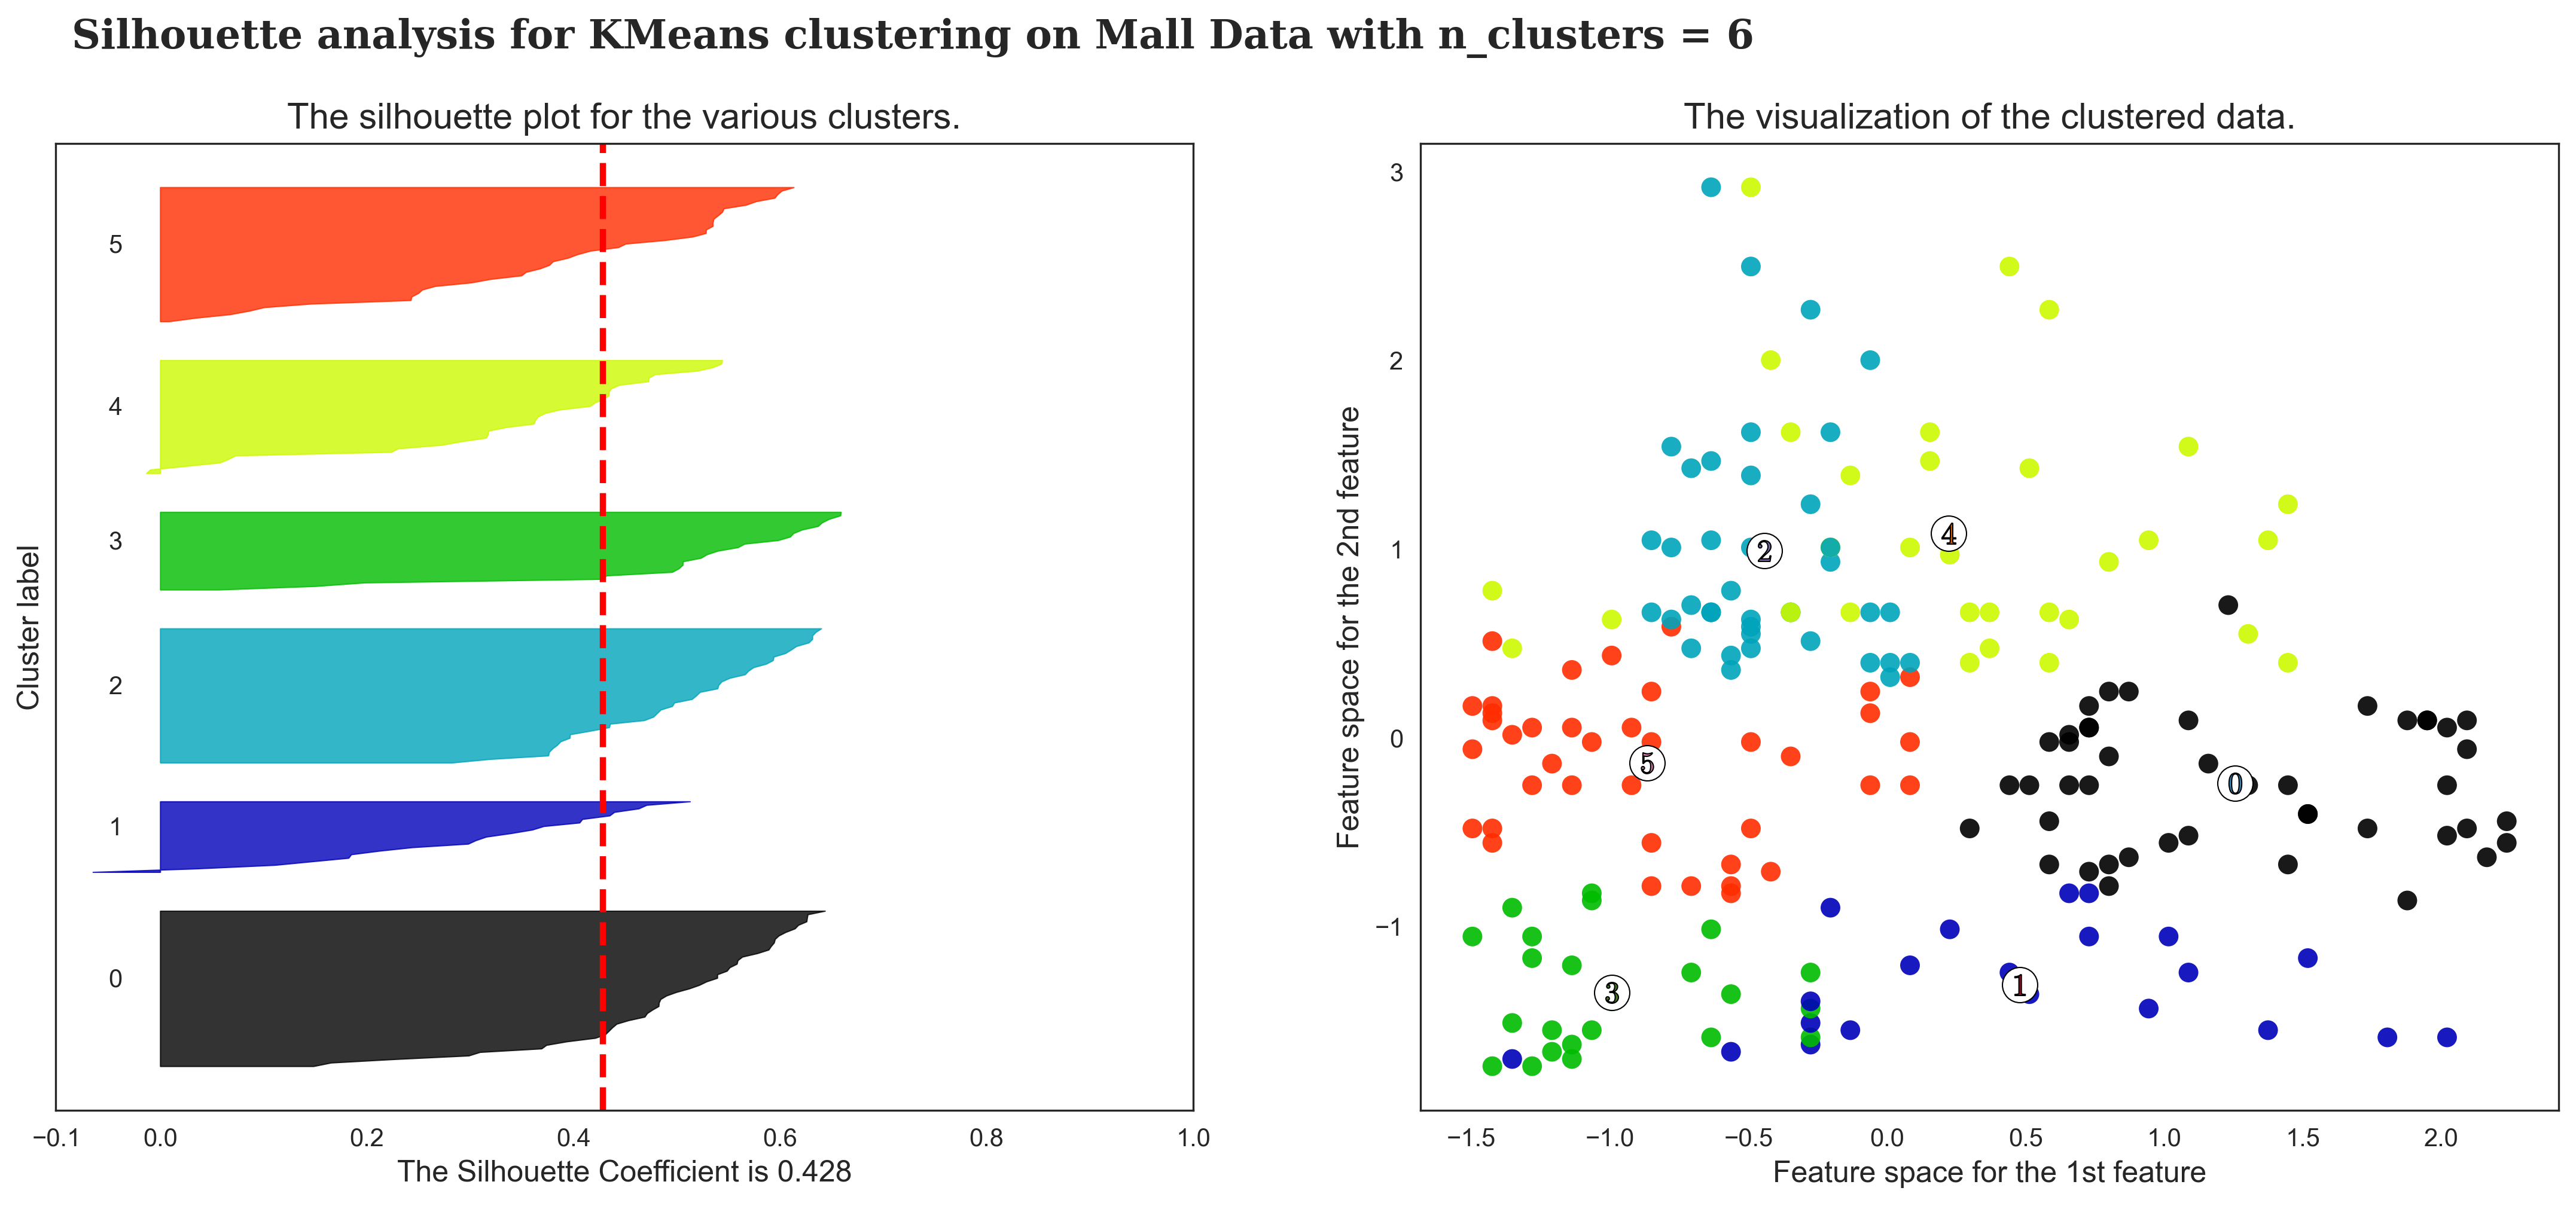 Silhouette analysis for KMeans clustering on Mall Data with n_clusters = 6
The silhouette plot for the various clusters.
Cluster label
5
4
3
2
1
0
−0.1 0.0 0.2 0.4 0.6 0.8 1.0
The Silhouette Coefficient is 0.428
The visualization of the clustered data.
Feature space for the 2nd feature
3
2
1
0
−1
4
2
5
0
3
1
−1.5 −1.0 −0.5 0.0 0.5 1.0 1.5 2.0
Feature space for the 1st feature